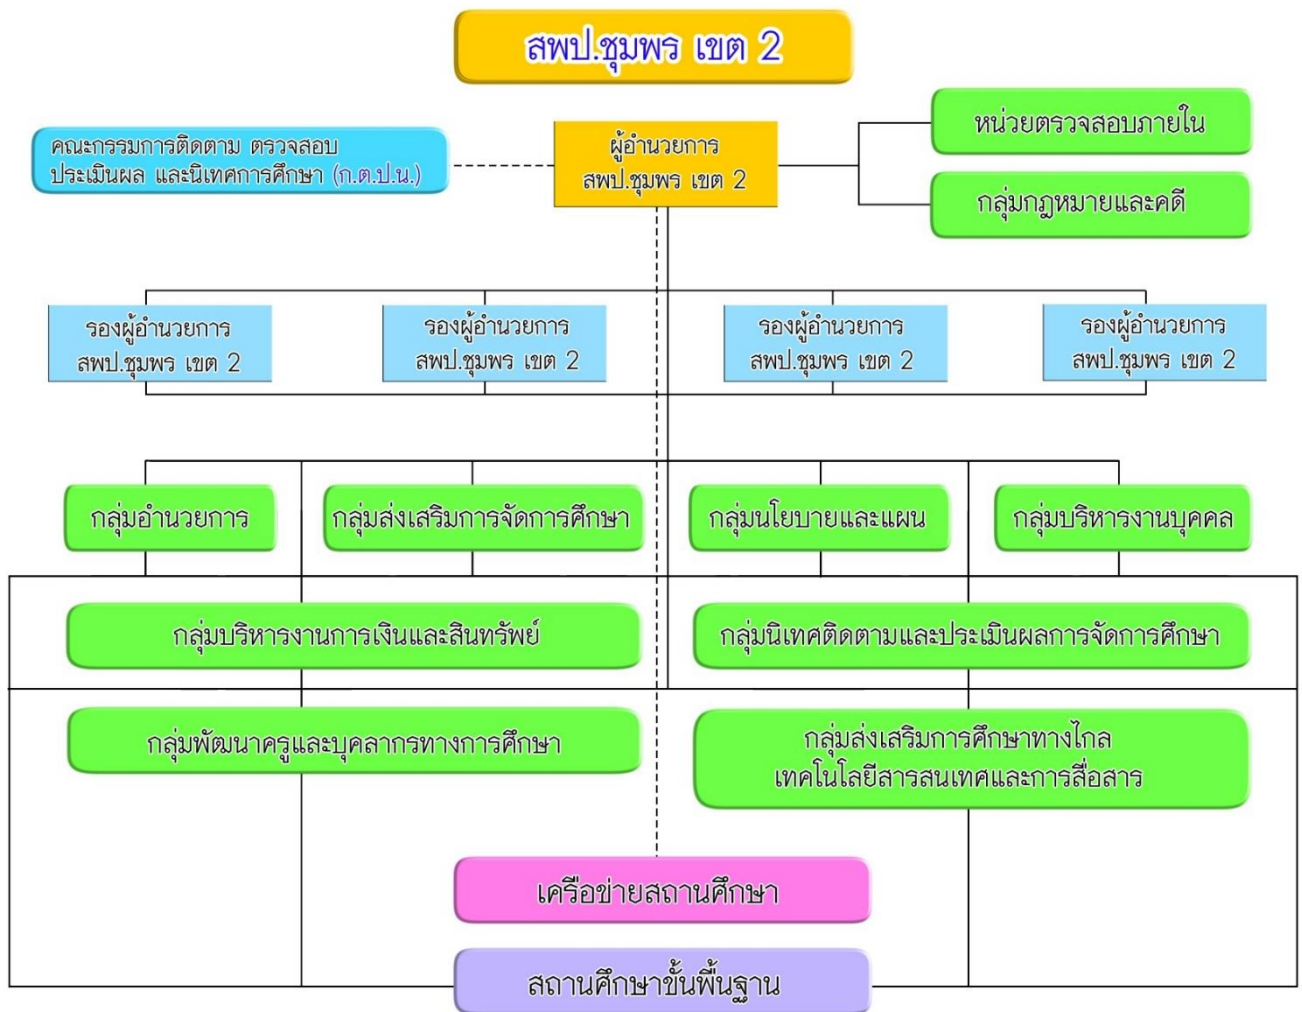 สพป.ชุมพร เขต 2
คณะกรรมการติดตาม ตรวจสอบ
ประเมินผล และนิเทศการศึกษา (ก.ต.ป.น.)
ผู้อำนวยการ
สพป.ชุมพร เขต 2
หน่วยตรวจสอบภายใน
กลุ่มกฎหมายและคดี
รองผู้อำนวยการ
สพป.ชุมพร เขต 2
รองผู้อำนวยการ
สพป.ชุมพร เขต 2
รองผู้อำนวยการ
สพป.ชุมพร เขต 2
รองผู้อำนวยการ
สพป.ชุมพร เขต 2
กลุ่มอำนวยการ
กลุ่มส่งเสริมการจัดการศึกษา
กลุ่มนโยบายและแผน
กลุ่มบริหารงานบุคคล
กลุ่มบริหารงานการเงินและสินทรัพย์
กลุ่มนิเทศติดตามและประเมินผลการจัดการศึกษา
กลุ่มพัฒนาครูและบุคลากรทางการศึกษา
กลุ่มส่งเสริมการศึกษาทางไกล
เทคโนโลยีสารสนเทศและการสื่อสาร
เครือข่ายสถานศึกษา
สถานศึกษาขั้นพื้นฐาน